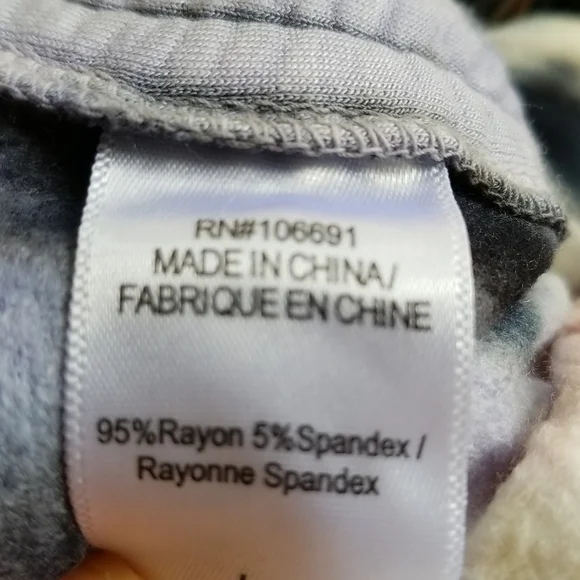 RN#106691
MADE IN CHINA/
FABRIQUE EN CHINE
95%Rayon 5%Spandex /
Rayonne Spandex